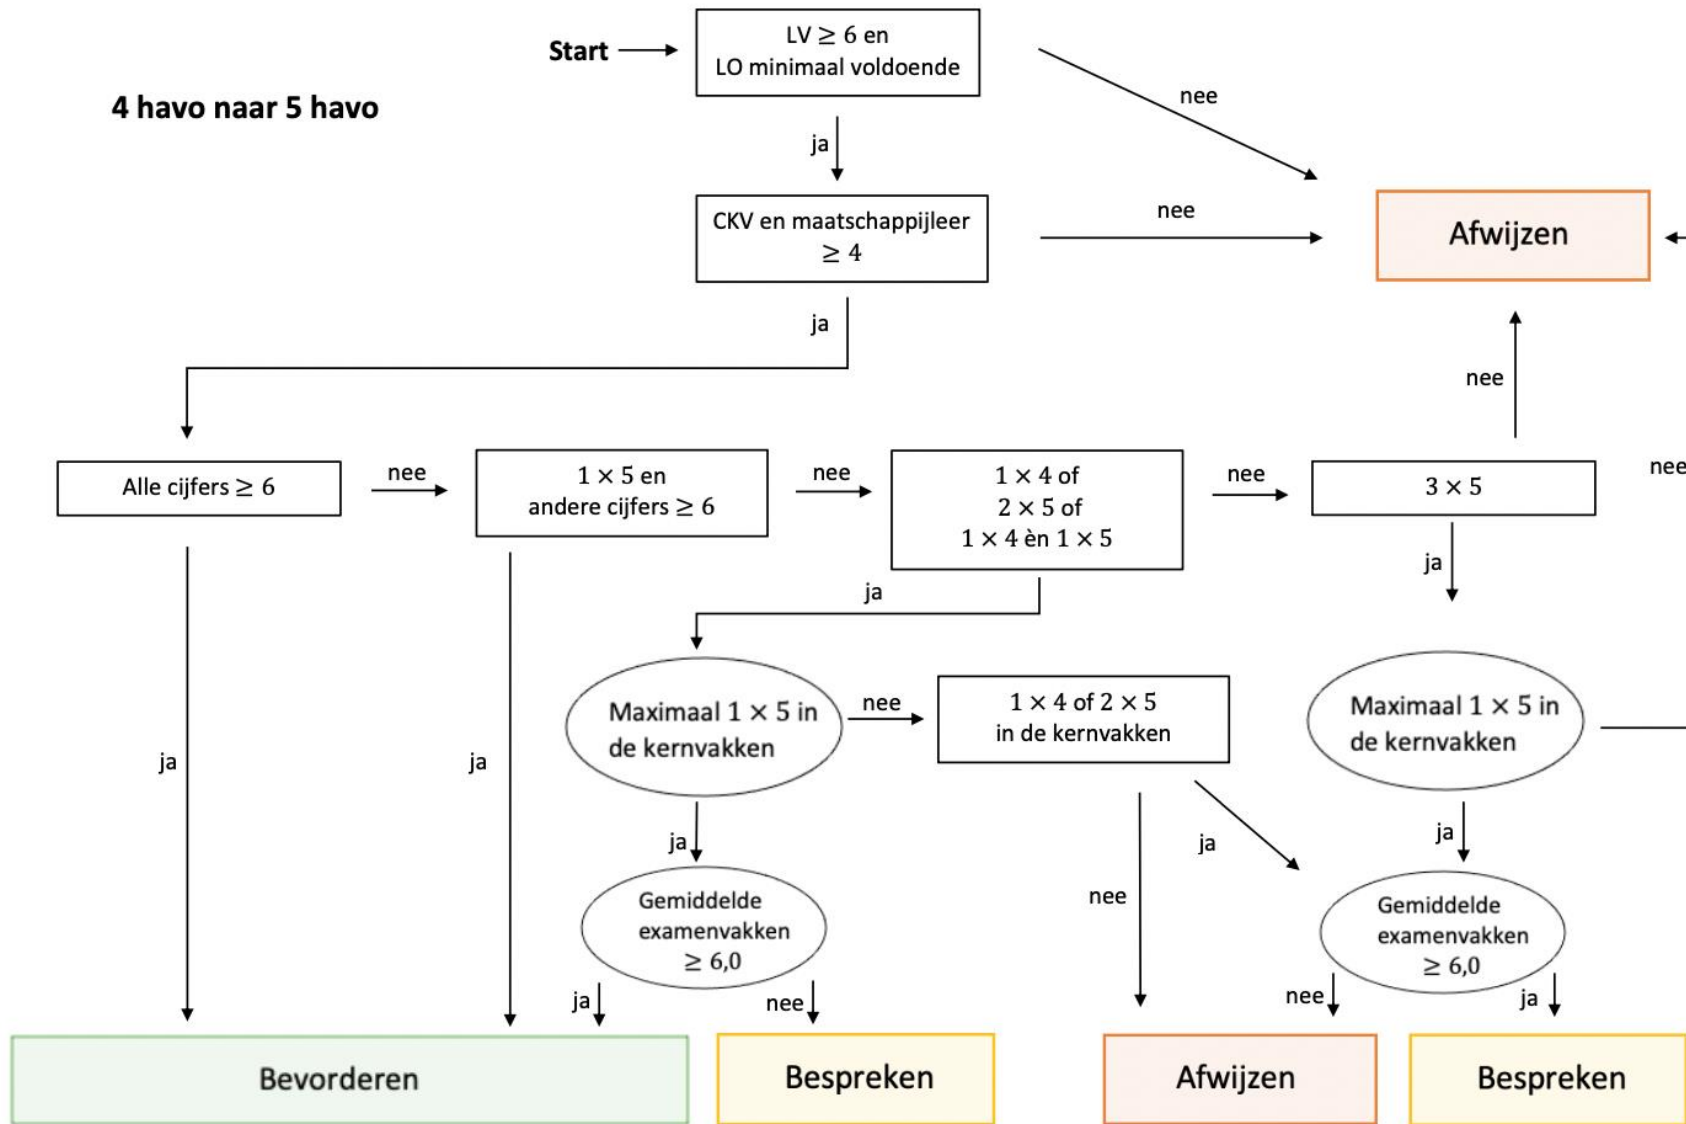 LV ≥ 6 en
LO minimaal voldoende
Start
nee
4 havo naar 5 havo
ja
CKV en maatschappijleer
≥ 4
nee
Afwijzen
ja
nee
Alle cijfers ≥ 6
nee
1 × 5 en
andere cijfers ≥ 6
nee
1 × 4 of
2 × 5 of
1 × 4 èn 1 × 5
nee
3 × 5
nee
ja
ja
Maximaal 1 × 5 in
de kernvakken
nee
1 × 4 of 2 × 5
in de kernvakken
Maximaal 1 × 5 in
de kernvakken
ja
ja
ja
ja
ja
Gemiddelde
examenvakken
≥ 6,0
nee
Gemiddelde
examenvakken
≥ 6,0
ja
nee
nee
ja
Bevorderen
Bespreken
Afwijzen
Bespreken